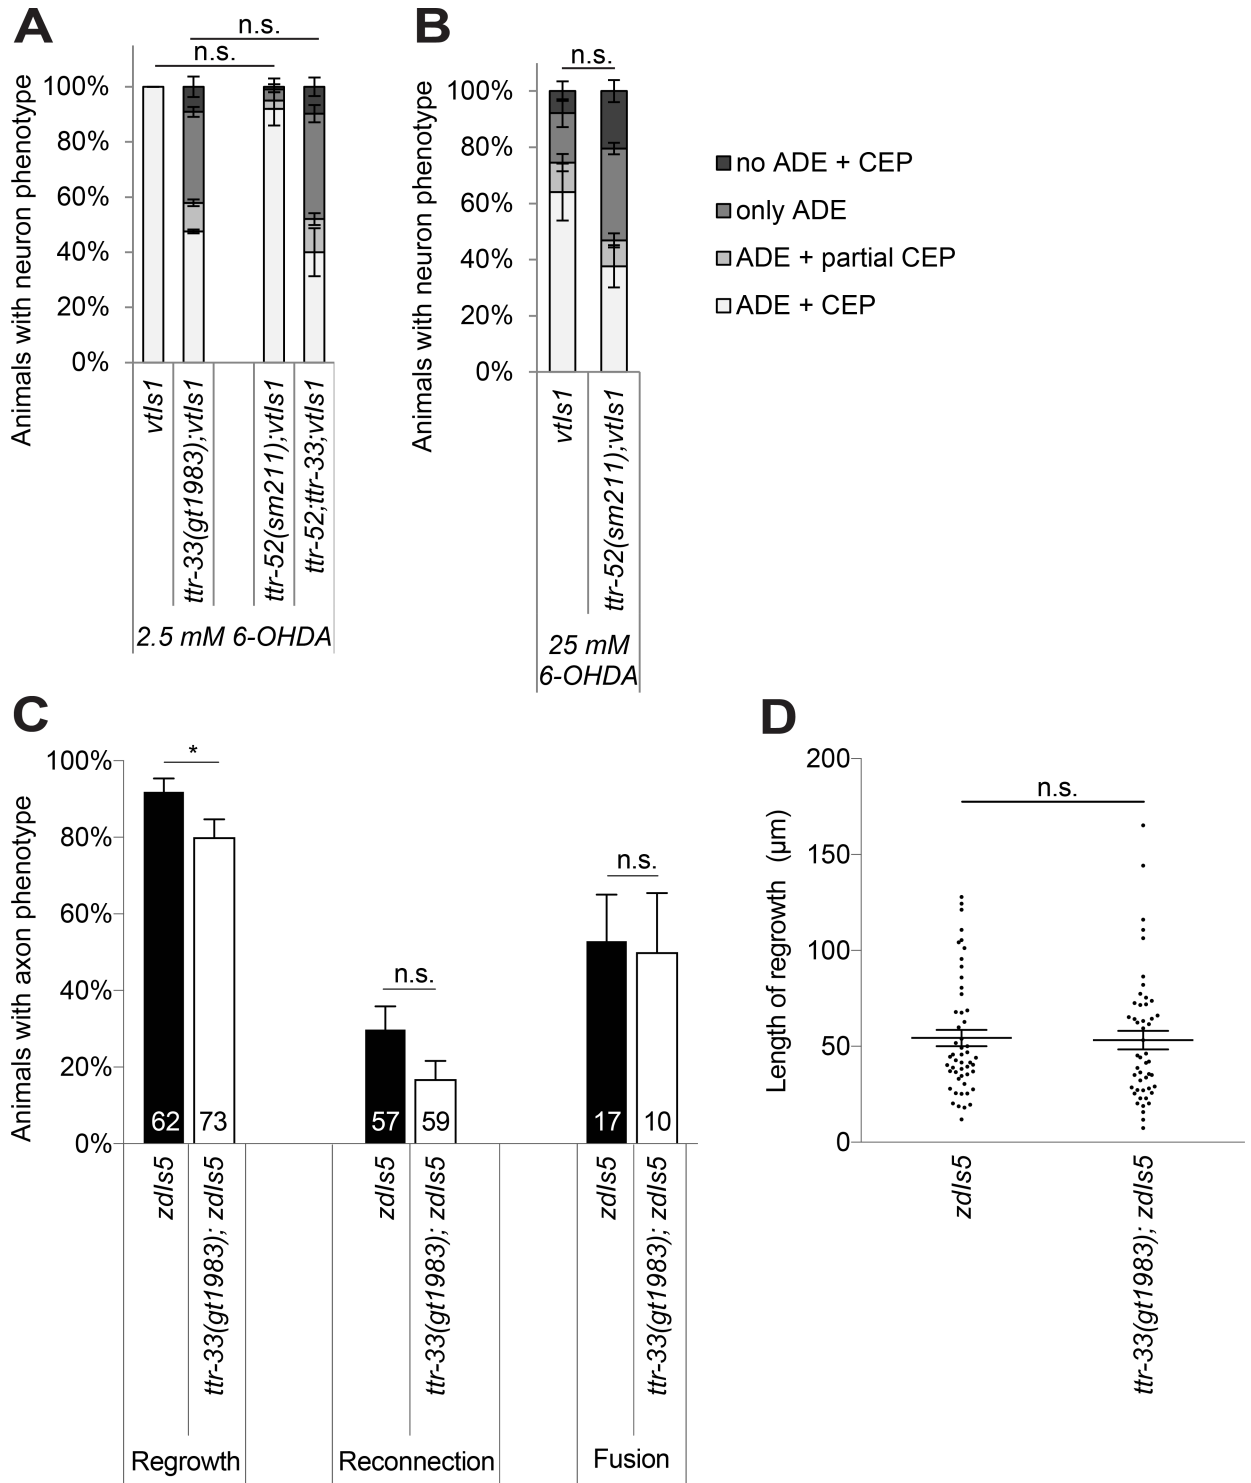 A
n.s.
n.s.
Animals with neuron phenotype
100%
80%
60%
40%
20%
0%
vtIs1
ttr-33(gt1983);vtIs1
ttr-52(sm211);vtIs1
ttr-52;ttr-33;vtIs1
2.5 mM 6-OHDA
B
n.s.
Animals with neuron phenotype
100%
80%
60%
40%
20%
0%
vtIs1
ttr-52(sm211);vtIs1
25 mM
6-OHDA
no ADE + CEP
only ADE
ADE + partial CEP
ADE + CEP
C
Animals with axon phenotype
100%
80%
60%
40%
20%
0%
*
n.s.
n.s.
62
73
57
59
17
10
zdIs5
ttr-33(gt1983); zdIs5
zdIs5
ttr-33(gt1983); zdIs5
zdIs5
ttr-33(gt1983); zdIs5
Regrowth
Reconnection
Fusion
D
Length of regrowth (µm)
200
150
100
50
0
n.s.
zdIs5
ttr-33(gt1983); zdIs5